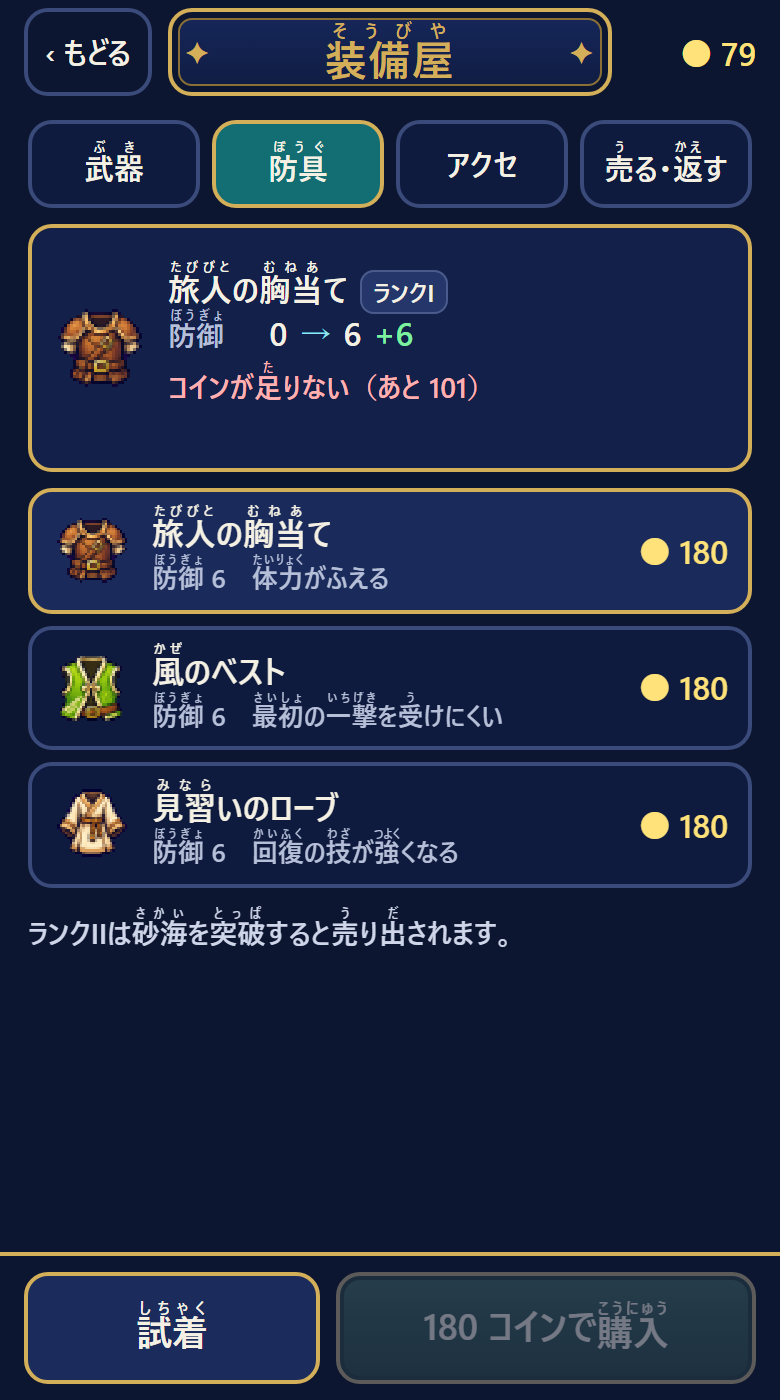 ‹ もどる
そうびや
装備屋
79
ぶき
武器
ぼうぐ
防具
アクセ
う かえ
売る・返す
たびびと むねあ
旅人の胸当て ランクI
ぼうぎょ
防御 0 → 6 +6
た
コインが足りない（あと 101）
たびびと むねあ
旅人の胸当て
ぼうぎょ たいりょく
防御 6 体力がふえる
180
かぜ
風のベスト
ぼうぎょ さいしょ いちげき う
防御 6 最初の一撃を受けにくい
180
みなら
見習いのローブ
ぼうぎょ かいふく わざ つよく
防御 6 回復の技が強くなる
180
さかい とっぱ う だ
ランクIIは砂海を突破すると売り出されます。
しちゃく
試着
こうにゅう
180 コインで購入